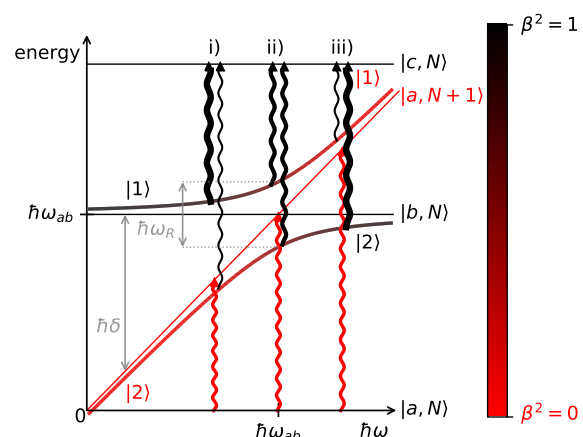 energy
i)
ii)
iii)
|c, N⟩
β² = 1
|1⟩
|a, N + 1⟩
|1⟩
ħω_R
ħω_ab
|b, N⟩
|2⟩
ħδ
|2⟩
0
|a, N⟩
β² = 0
ħω_ab
ħω